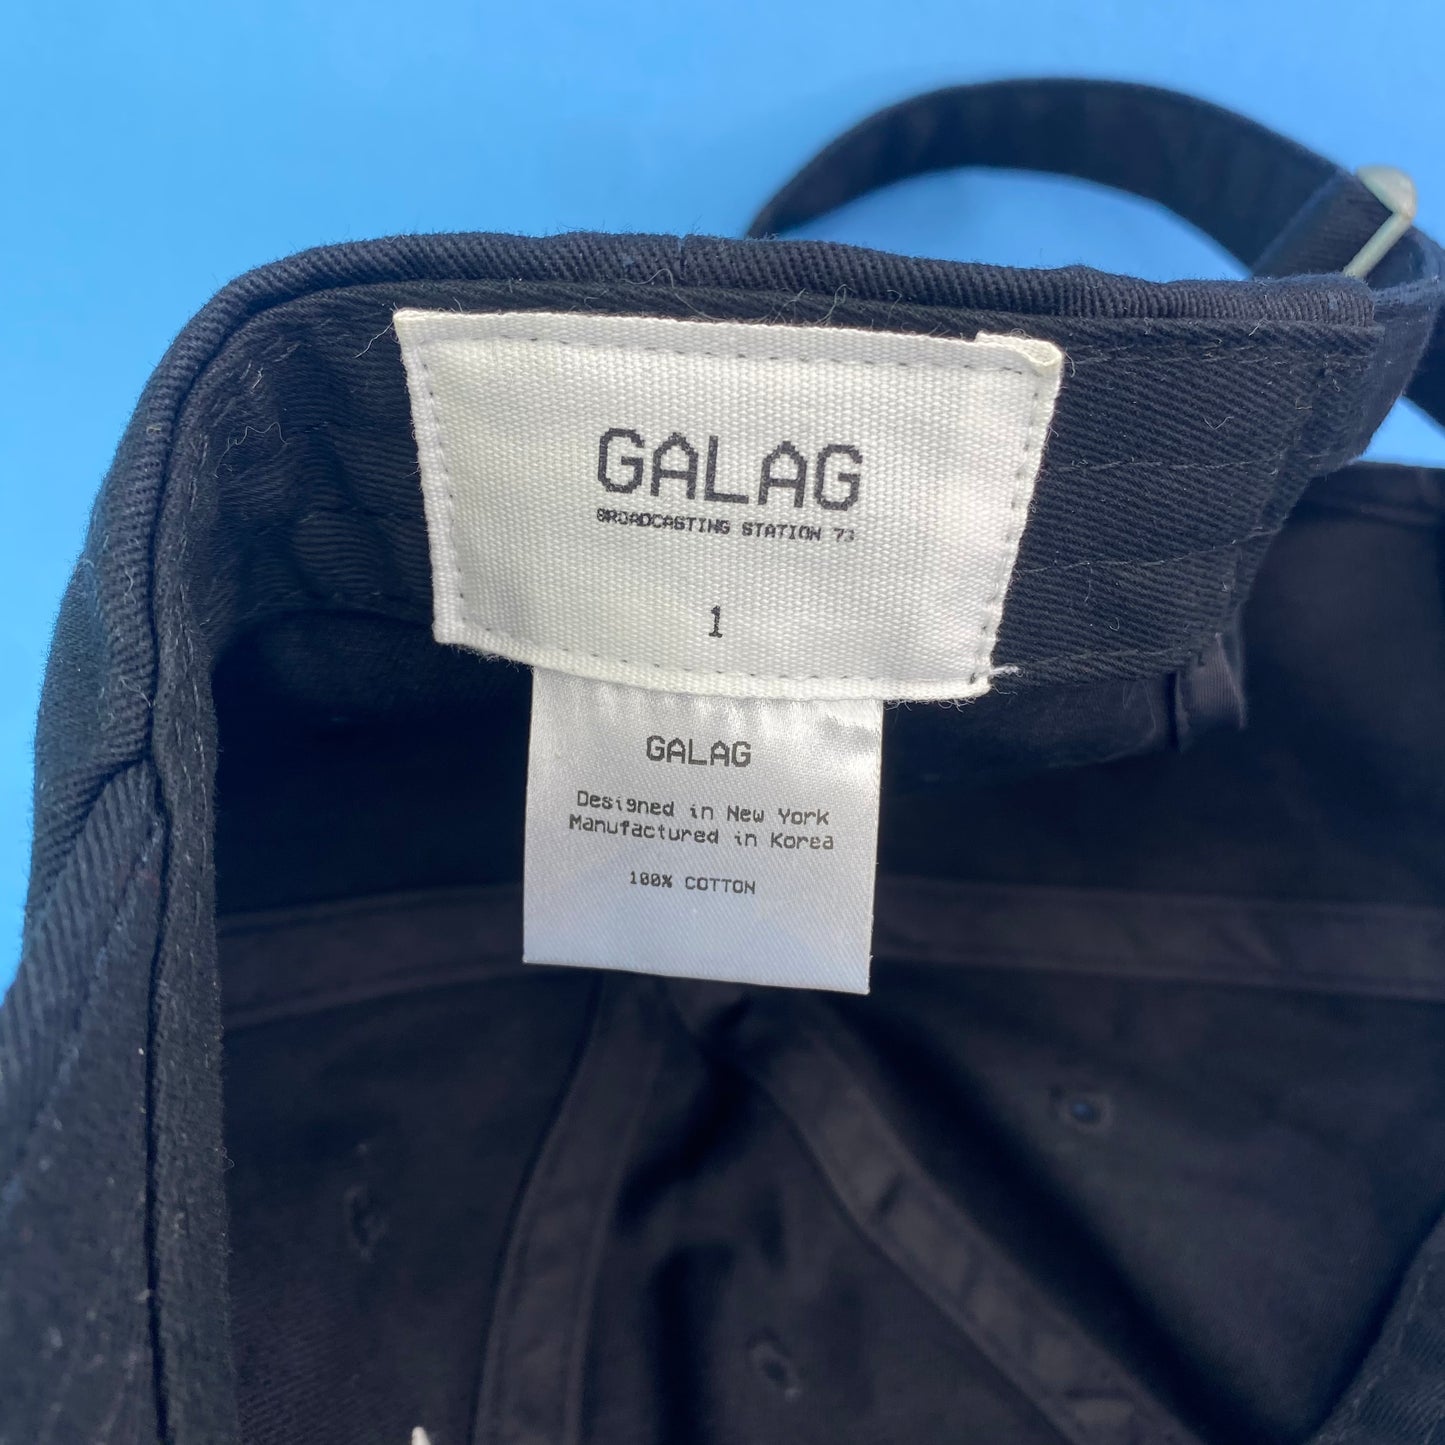 GALAG
BROADCASTING STATION 73
1
GALAG
Designed in New York
Manufactured in Korea
100% COTTON